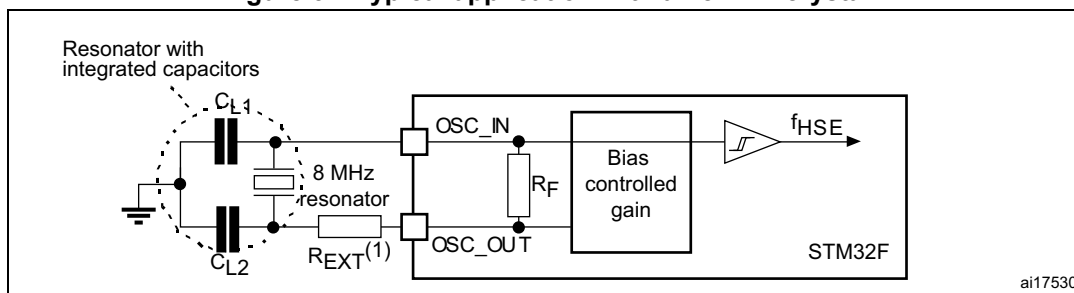 Resonator with
integrated capacitors
CL1
OSC_IN
fHSE
8 MHz
resonator
RF
Bias
controlled
gain
REXT(1)
OSC_OUT
STM32F
CL2
ai17530